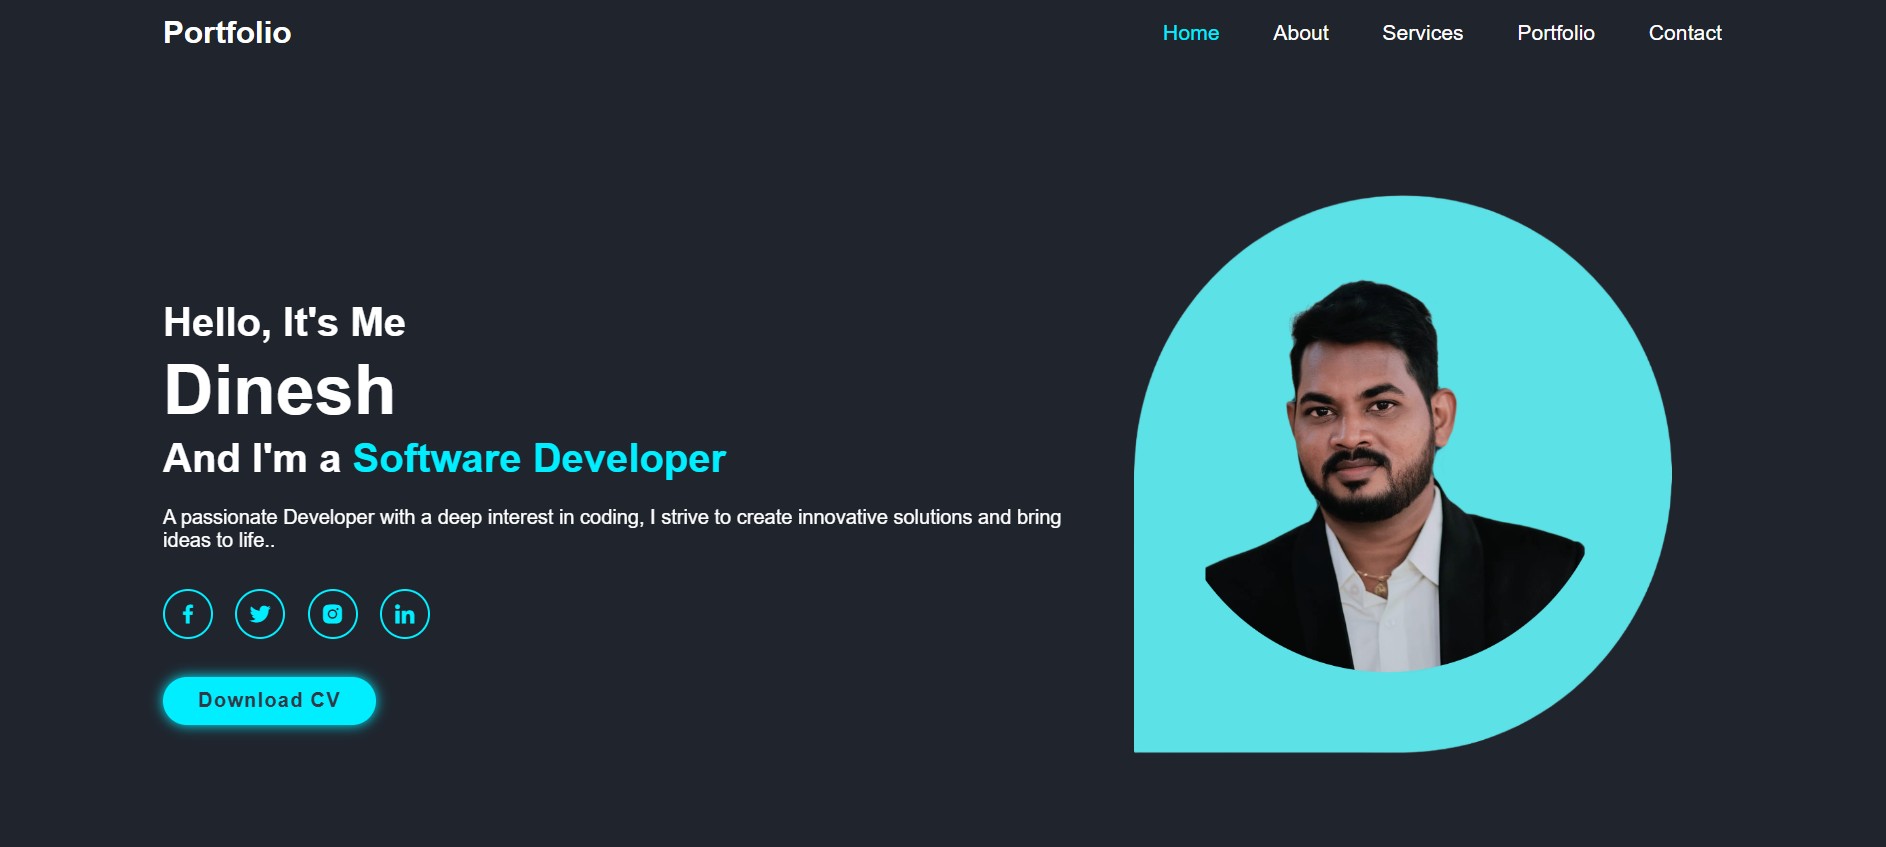 Portfolio
Home About Services Portfolio Contact
Hello, It's Me
Dinesh
And I'm a Software Developer
A passionate Developer with a deep interest in coding, I strive to create innovative solutions and bring
ideas to life..
Download CV